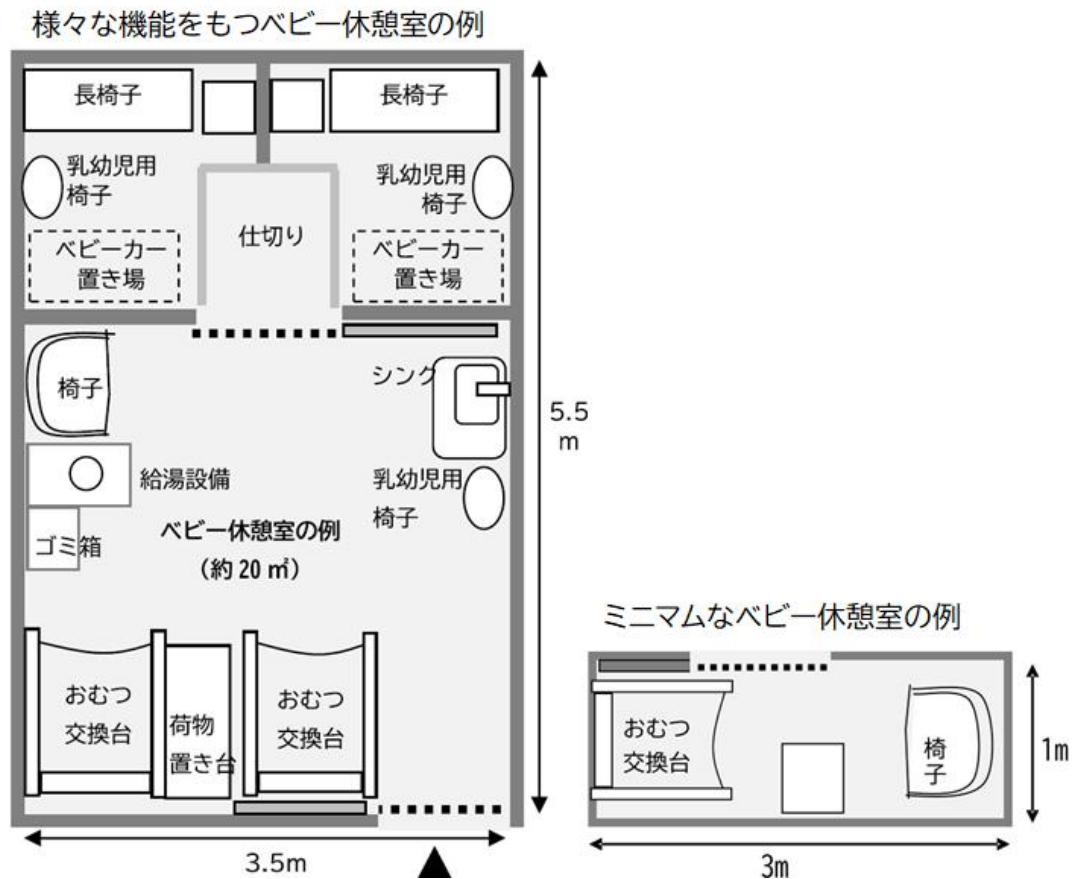 様々な機能をもつベビー休憩室の例
長椅子
長椅子
乳幼児用
椅子
乳幼児用
椅子
仕切り
ベビーカー
置き場
ベビーカー
置き場
椅子
シンク
5.5
m
給湯設備
乳幼児用
椅子
ゴミ箱
ベビー休憩室の例
（約 20 ㎡）
おむつ
交換台
荷物
置き台
おむつ
交換台
3.5m
ミニマムなベビー休憩室の例
おむつ
交換台
椅
子
1m
3m